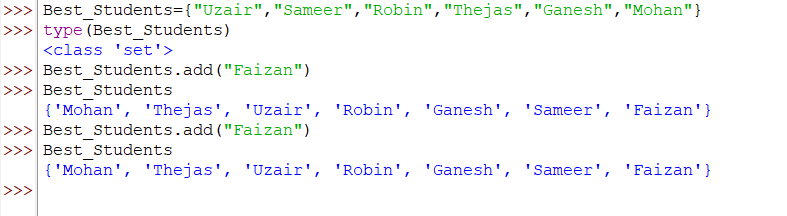 >>> Best_Students={"Uzair","Sameer","Robin","Thejas","Ganesh","Mohan"}
>>> type(Best_Students)
<class 'set'>
>>> Best_Students.add("Faizan")
>>> Best_Students
{'Mohan', 'Thejas', 'Uzair', 'Robin', 'Ganesh', 'Sameer', 'Faizan'}
>>> Best_Students.add("Faizan")
>>> Best_Students
{'Mohan', 'Thejas', 'Uzair', 'Robin', 'Ganesh', 'Sameer', 'Faizan'}
>>>